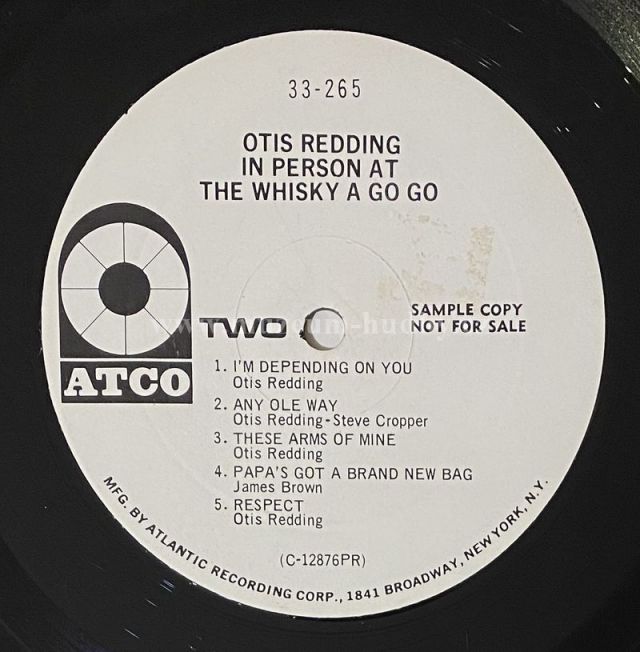 33-265
OTIS REDDING
IN PERSON AT
THE WHISKY A GO GO
ATCO
TWO
SAMPLE COPY
NOT FOR SALE
1. I'M DEPENDING ON YOU
Otis Redding
2. ANY OLE WAY
Otis Redding-Steve Cropper
3. THESE ARMS OF MINE
Otis Redding
4. PAPA'S GOT A BRAND NEW BAG
James Brown
5. RESPECT
Otis Redding
(C-12876PR)
MFG. BY ATLANTIC RECORDING CORP., 1841 BROADWAY, NEW YORK, N.Y.